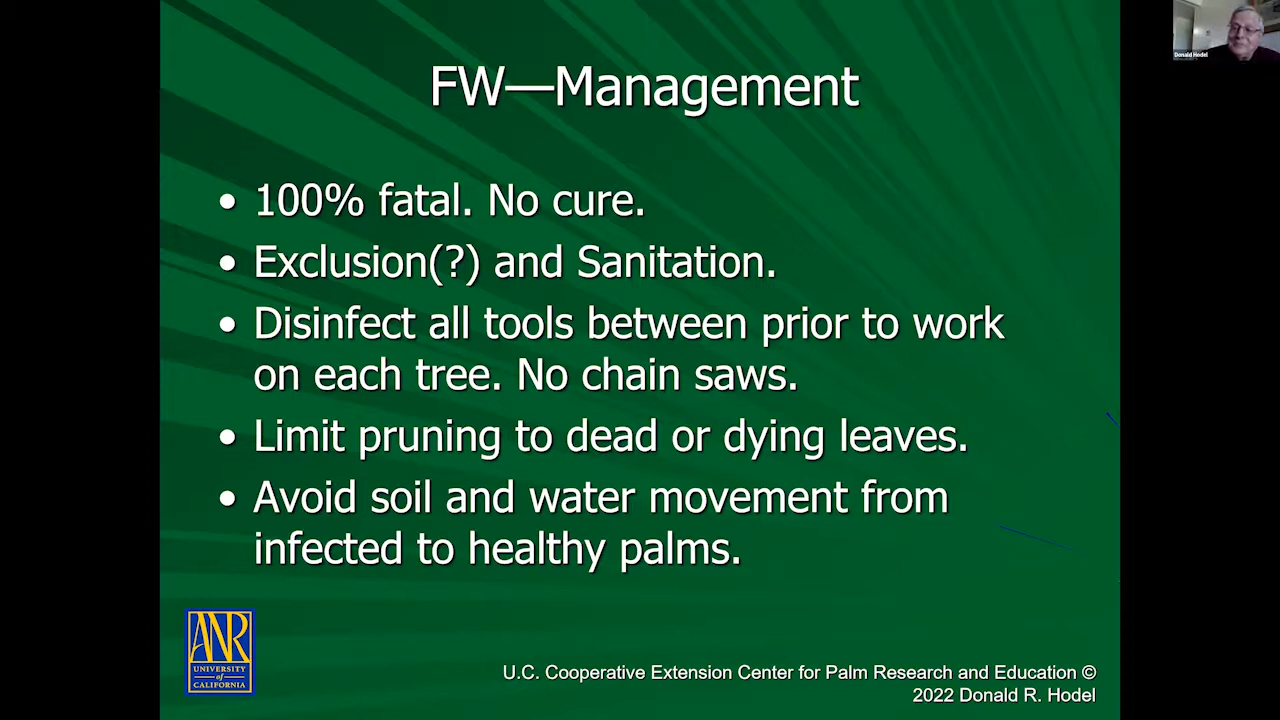 Donald Hodel
FW—Management
• 100% fatal. No cure.
• Exclusion(?) and Sanitation.
• Disinfect all tools between prior to work
on each tree. No chain saws.
• Limit pruning to dead or dying leaves.
• Avoid soil and water movement from
infected to healthy palms.
ANR
UNIVERSITY
of
CALIFORNIA
U.C. Cooperative Extension Center for Palm Research and Education ©
2022 Donald R. Hodel